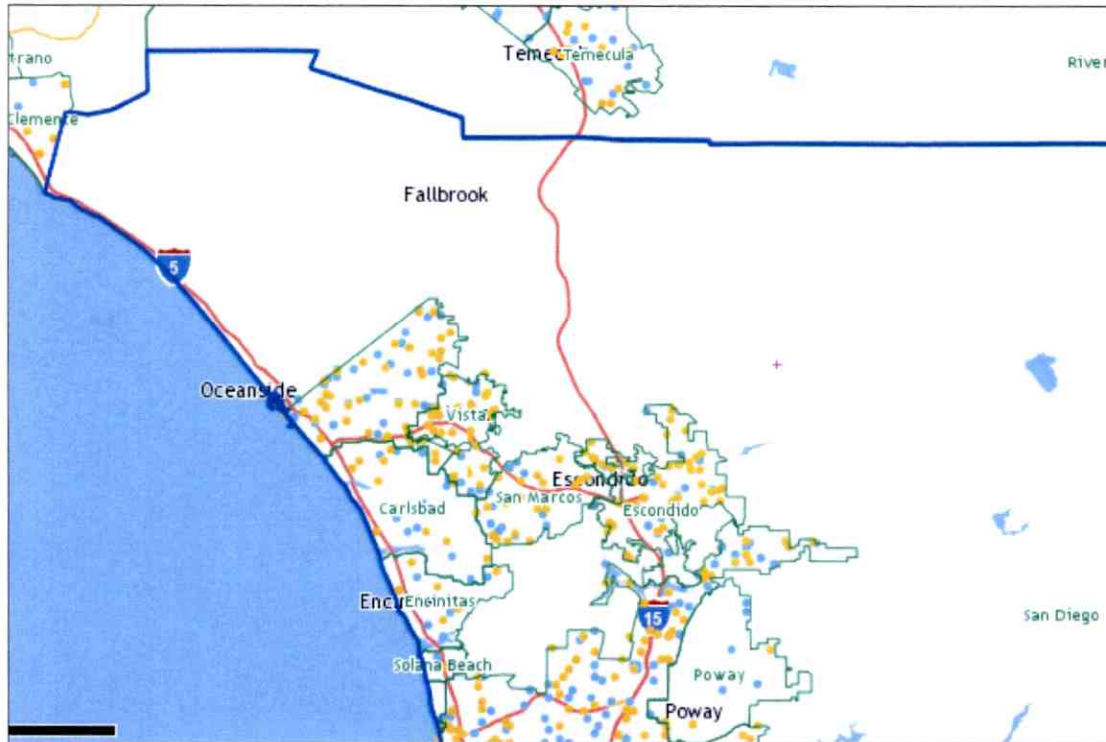 Temec
Temecula
trano
River
Clemente
Fallbrook
5
Oceanside
Vista
Escondido
San Marcos
Escondido
Carlsbad
Encinitas
15
San Diego
Solana Beach
Poway
Poway